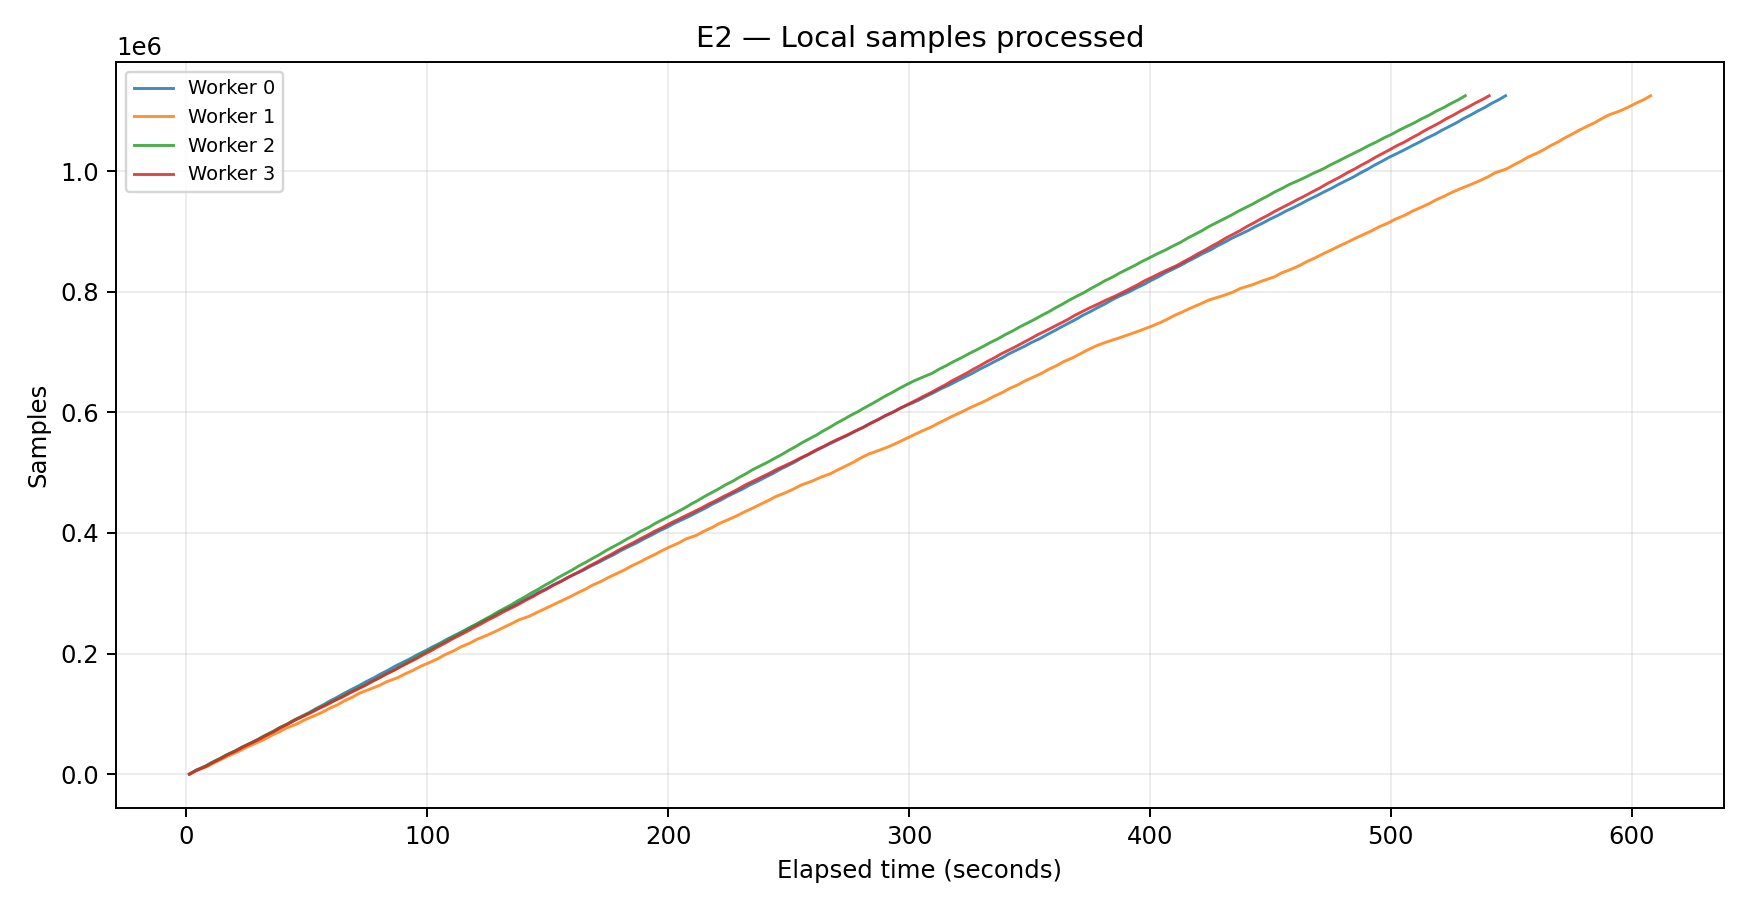 E2 — Local samples processed
1e6
Worker 0
Worker 1
Worker 2
Worker 3
1.0
0.8
0.6
0.4
0.2
0.0
Samples
0 100 200 300 400 500 600
Elapsed time (seconds)